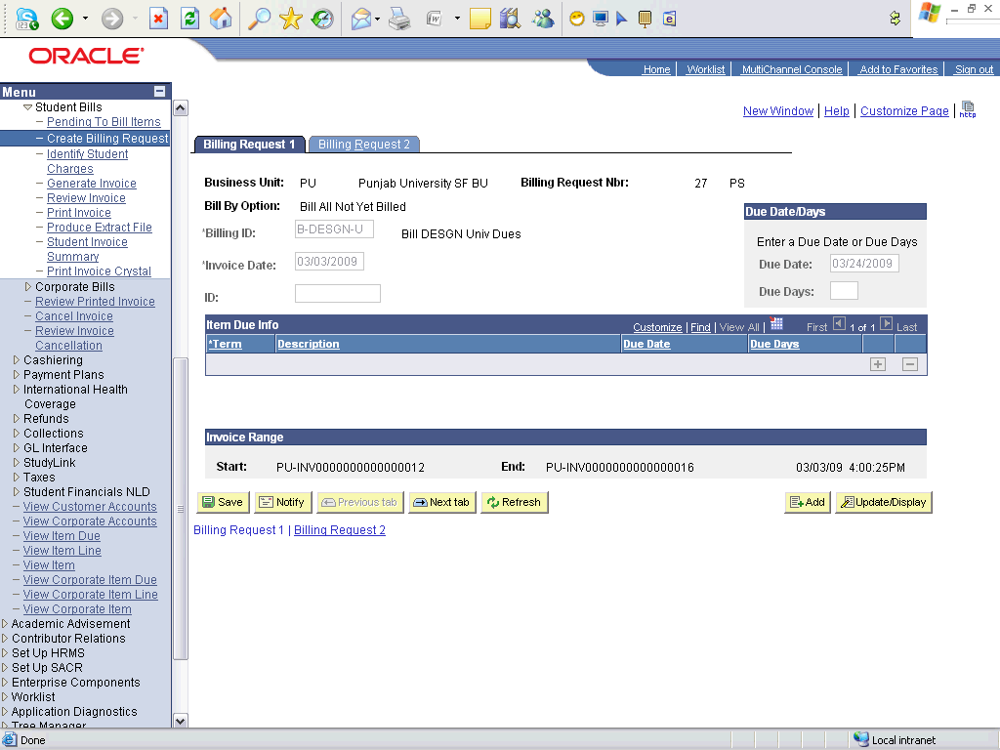 ORACLE®
Home Worklist MultiChannel Console Add to Favorites Sign out
Menu
Student Bills
Pending To Bill Items
Create Billing Request
Identify Student
Charges
Generate Invoice
Review Invoice
Print Invoice
Produce Extract File
Student Invoice
Summary
Print Invoice Crystal
Corporate Bills
Review Printed Invoice
Cancel Invoice
Review Invoice
Cancellation
Cashiering
Payment Plans
International Health
Coverage
Refunds
Collections
GL Interface
StudyLink
Taxes
Student Financials NLD
View Customer Accounts
View Corporate Accounts
View Item Due
View Item Line
View Item
View Corporate Item Due
View Corporate Item Line
View Corporate Item
Academic Advisement
Contributor Relations
Set Up HRMS
Set Up SACR
Enterprise Components
Worklist
Application Diagnostics
Tree Manager
New Window | Help | Customize Page | http
Billing Request 1 Billing Request 2
Business Unit: PU Punjab University SF BU Billing Request Nbr: 27 PS
Bill By Option: Bill All Not Yet Billed
*Billing ID: B-DESGN-U Bill DESGN Univ Dues
*Invoice Date: 03/03/2009
ID:
Due Date/Days
Enter a Due Date or Due Days
Due Date: 03/24/2009
Due Days:
Item Due Info Customize | Find | View All | First 1 of 1 Last
*Term Description Due Date Due Days
Invoice Range
Start: PU-INV0000000000000012 End: PU-INV0000000000000016 03/03/09 4:00:25PM
Save Notify Previous tab Next tab Refresh Add Update/Display
Billing Request 1 | Billing Request 2
Done Local intranet